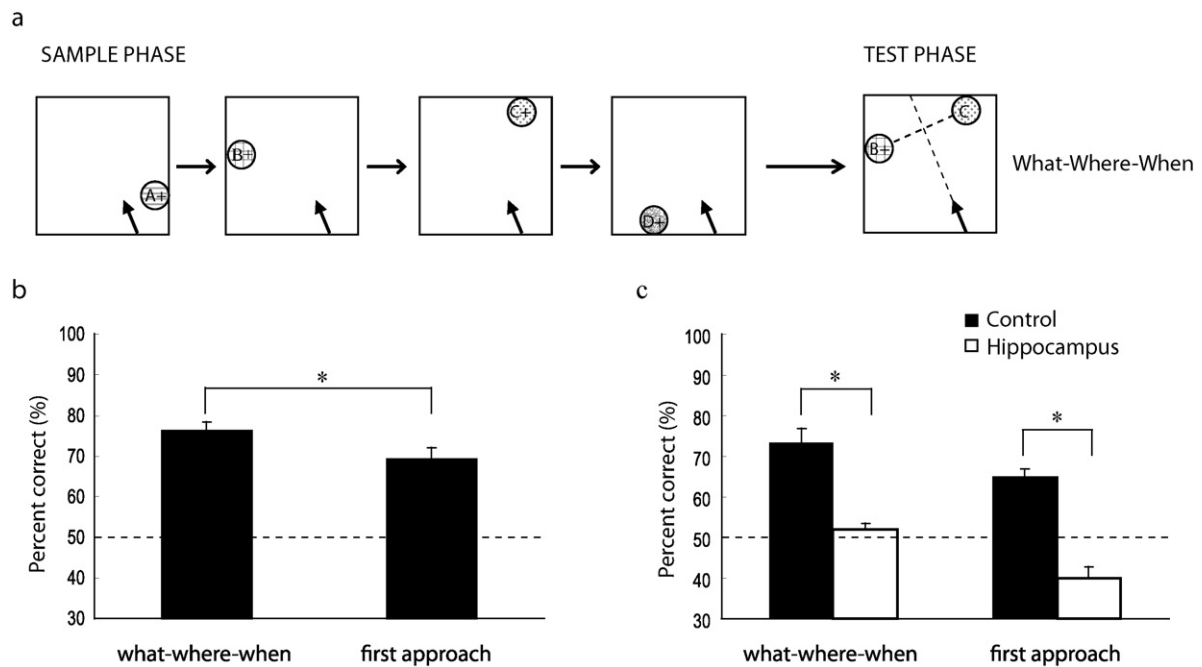 a
SAMPLE PHASE
TEST PHASE
A+
B+
C+
D+
B+
C
What-Where-When
b
Percent correct (%)
100
90
80
70
60
50
40
30
*
what-where-when
first approach
c
Control
Hippocampus
Percent correct (%)
100
90
80
70
60
50
40
30
*
*
what-where-when
first approach